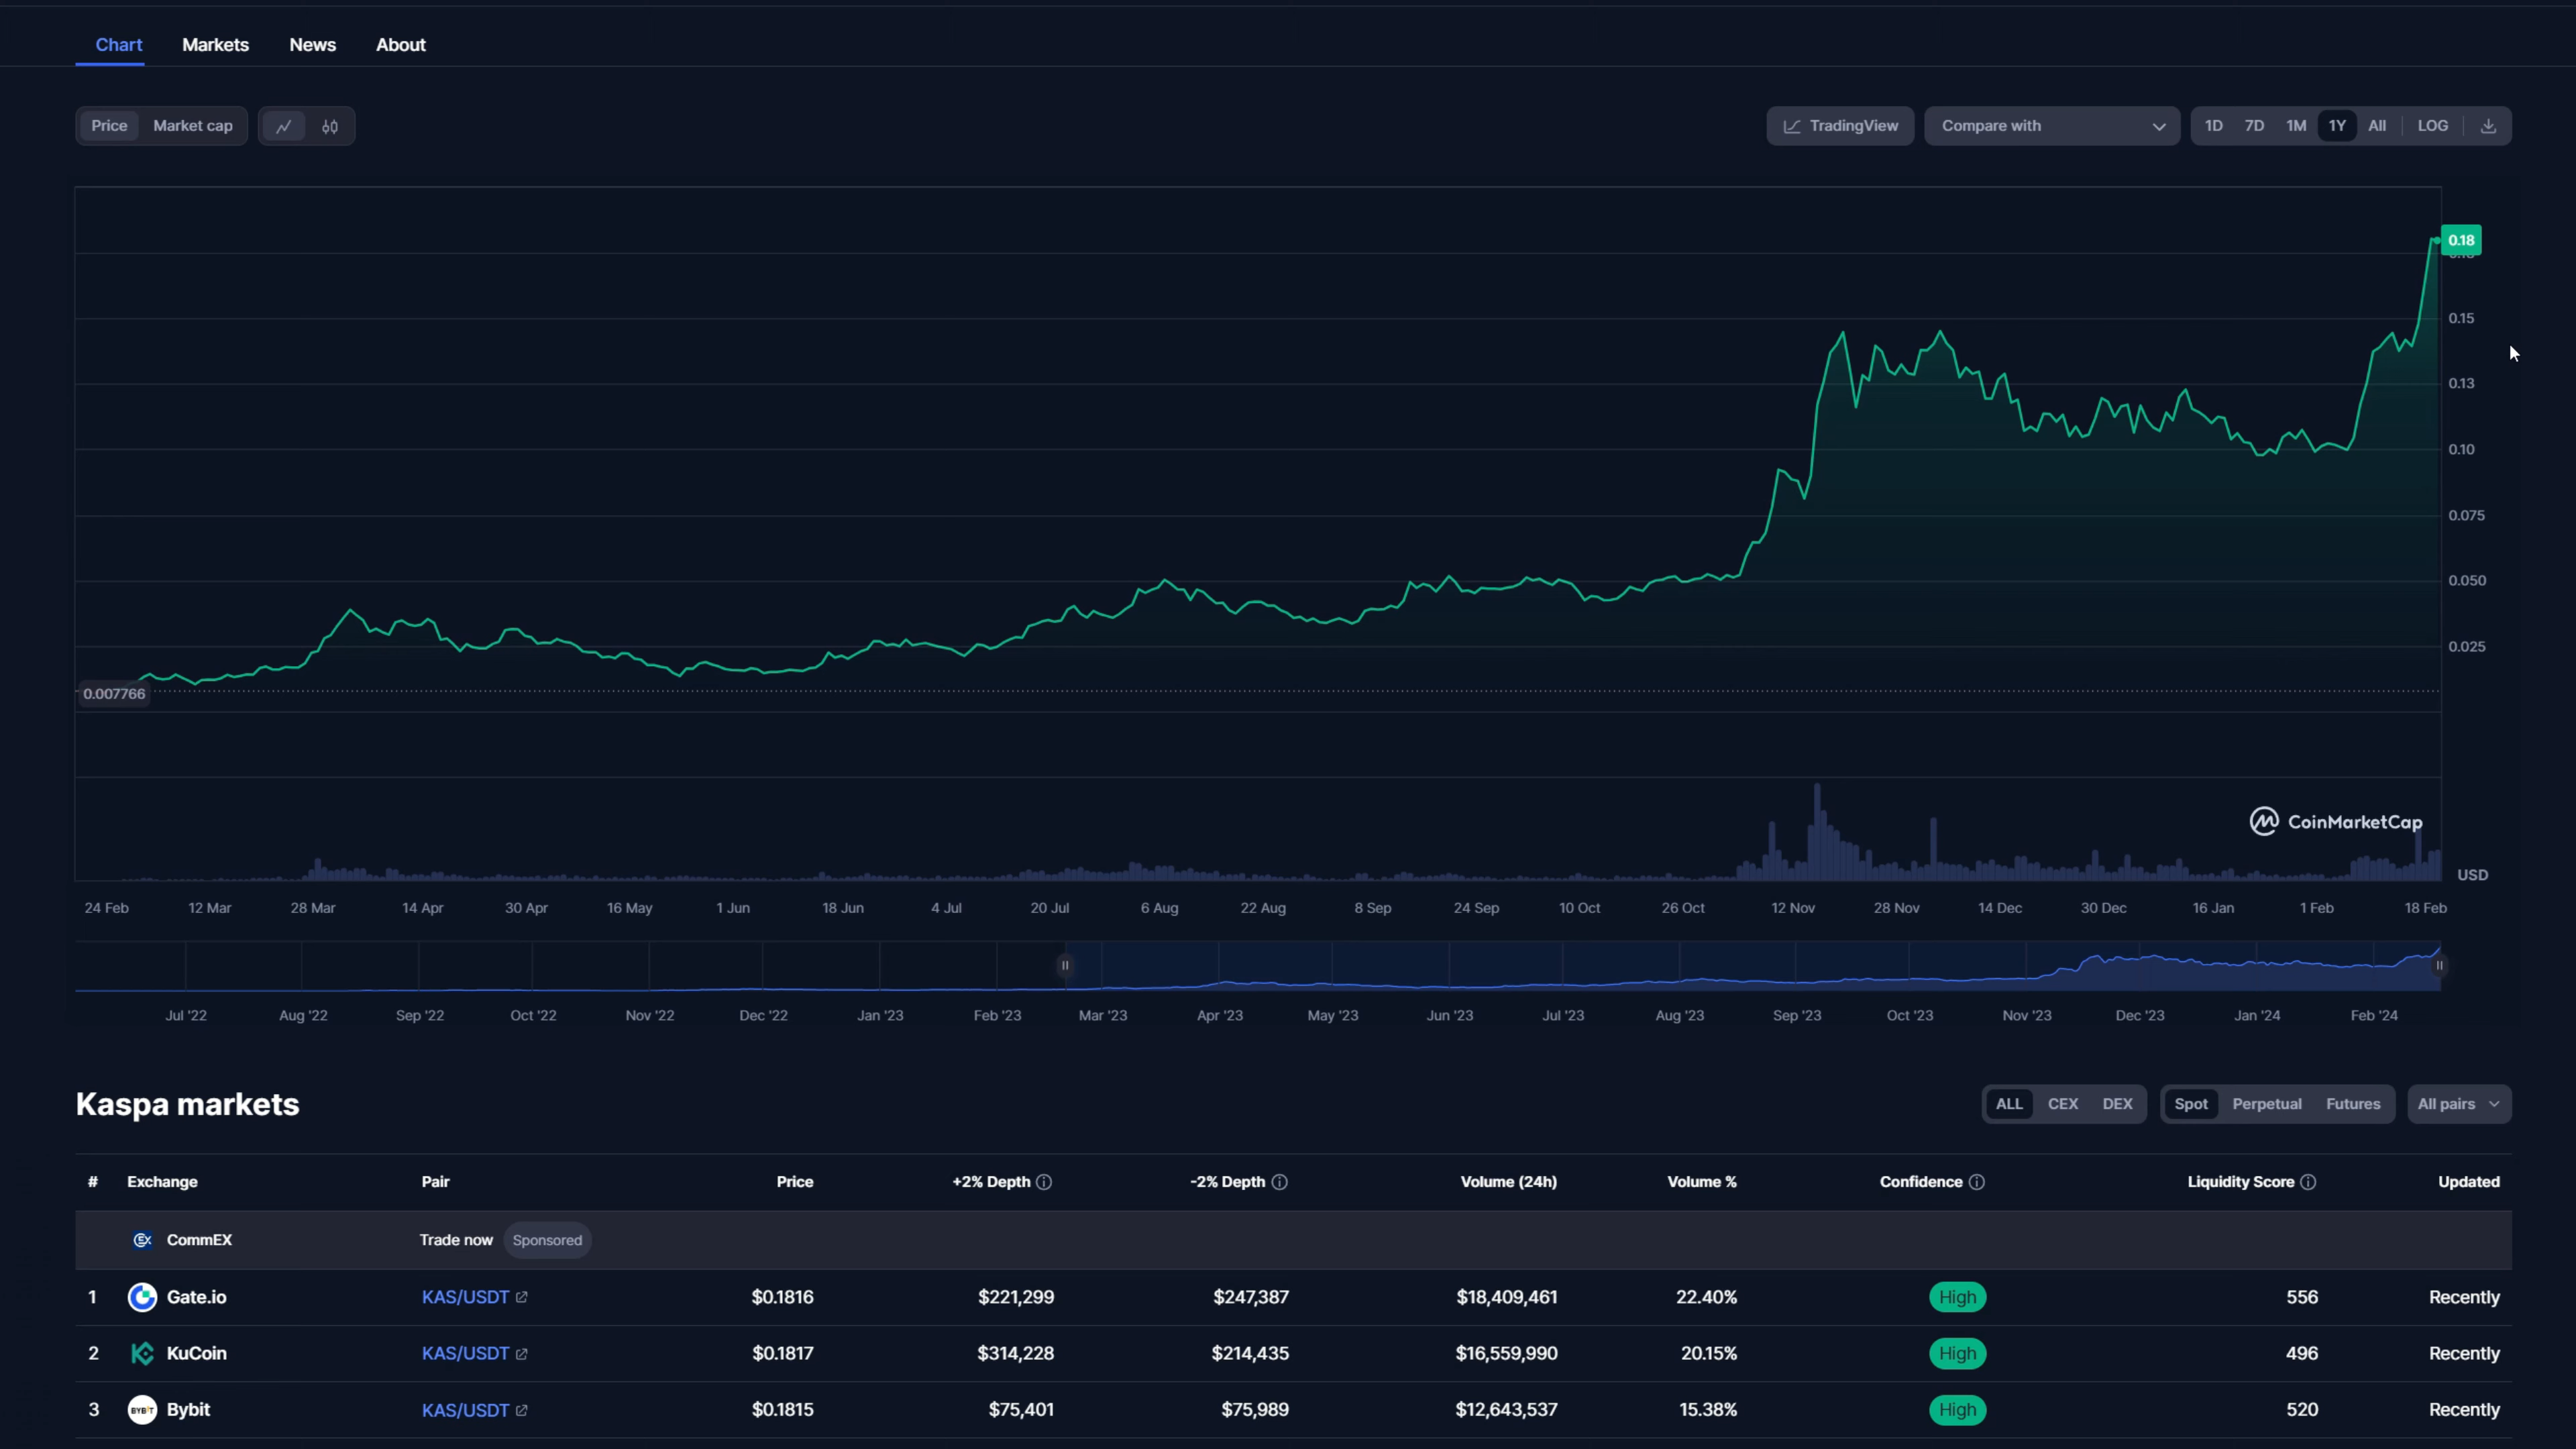 Chart Markets News About
Price Market cap TradingView Compare with 1D 7D 1M 1Y All LOG
0.18
0.15
0.13
0.10
0.075
0.050
0.025
0.007766
CoinMarketCap
USD
24 Feb 12 Mar 28 Mar 14 Apr 30 Apr 16 May 1 Jun 18 Jun 4 Jul 20 Jul 6 Aug 22 Aug 8 Sep 24 Sep 10 Oct 26 Oct 12 Nov 28 Nov 14 Dec 30 Dec 16 Jan 1 Feb 18 Feb
Jul '22 Aug '22 Sep '22 Oct '22 Nov '22 Dec '22 Jan '23 Feb '23 Mar '23 Apr '23 May '23 Jun '23 Jul '23 Aug '23 Sep '23 Oct '23 Nov '23 Dec '23 Jan '24 Feb '24
Kaspa markets ALL CEX DEX Spot Perpetual Futures All pairs
# Exchange Pair Price +2% Depth -2% Depth Volume (24h) Volume % Confidence Liquidity Score Updated
CommEX Trade now Sponsored
1 Gate.io KAS/USDT $0.1816 $221,299 $247,387 $18,409,461 22.40% High 556 Recently
2 KuCoin KAS/USDT $0.1817 $314,228 $214,435 $16,559,990 20.15% High 496 Recently
3 BYBIT Bybit KAS/USDT $0.1815 $75,401 $75,989 $12,643,537 15.38% High 520 Recently